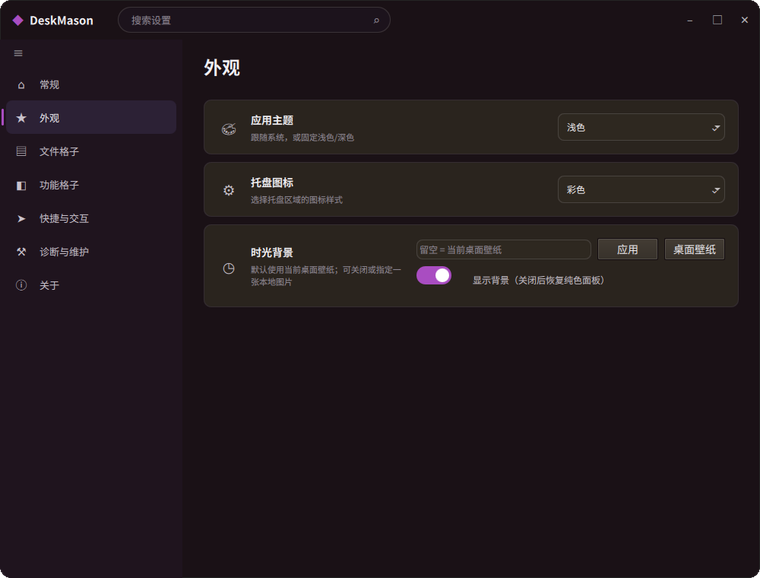 DeskMason
搜索设置
常规
外观
文件格子
功能格子
快捷与交互
诊断与维护
关于
外观
应用主题
跟随系统，或固定浅色/深色
浅色
托盘图标
选择托盘区域的图标样式
彩色
时光背景
默认使用当前桌面壁纸；可关闭或指定一
张本地图片
留空 = 当前桌面壁纸
应用
桌面壁纸
显示背景（关闭后恢复纯色面板）